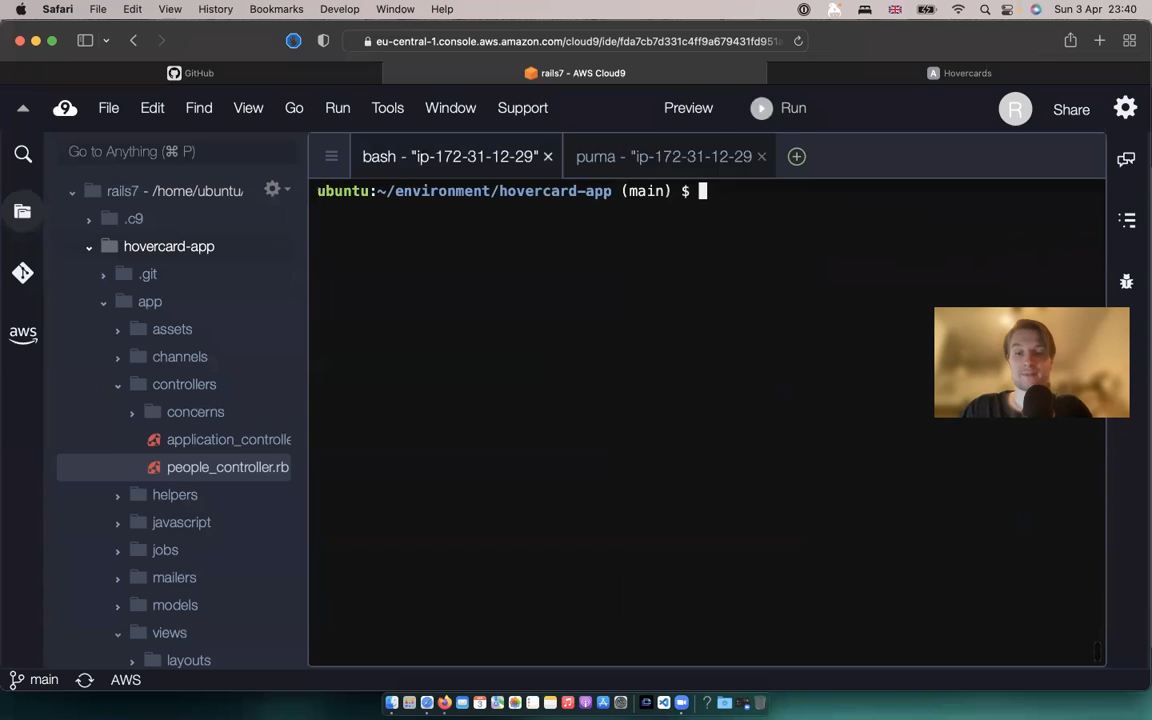 Safari File Edit View History Bookmarks Develop Window Help Sun 3 Apr 23:40
eu-central-1.console.aws.amazon.com/cloud9/ide/fda7cb7d331c4ff9a679431fd951
GitHub rails7 - AWS Cloud9 A Hovercards
9 File Edit Find View Go Run Tools Window Support Preview Run R Share
Go to Anything (⌘ P)
bash - "ip-172-31-12-29" × puma - "ip-172-31-12-29 ×
rails7 - /home/ubuntu/
ubuntu:~/environment/hovercard-app (main) $
.c9
hovercard-app
.git
app
assets
aws
channels
controllers
concerns
application_controlle
people_controller.rb
helpers
javascript
jobs
mailers
models
views
layouts
main AWS